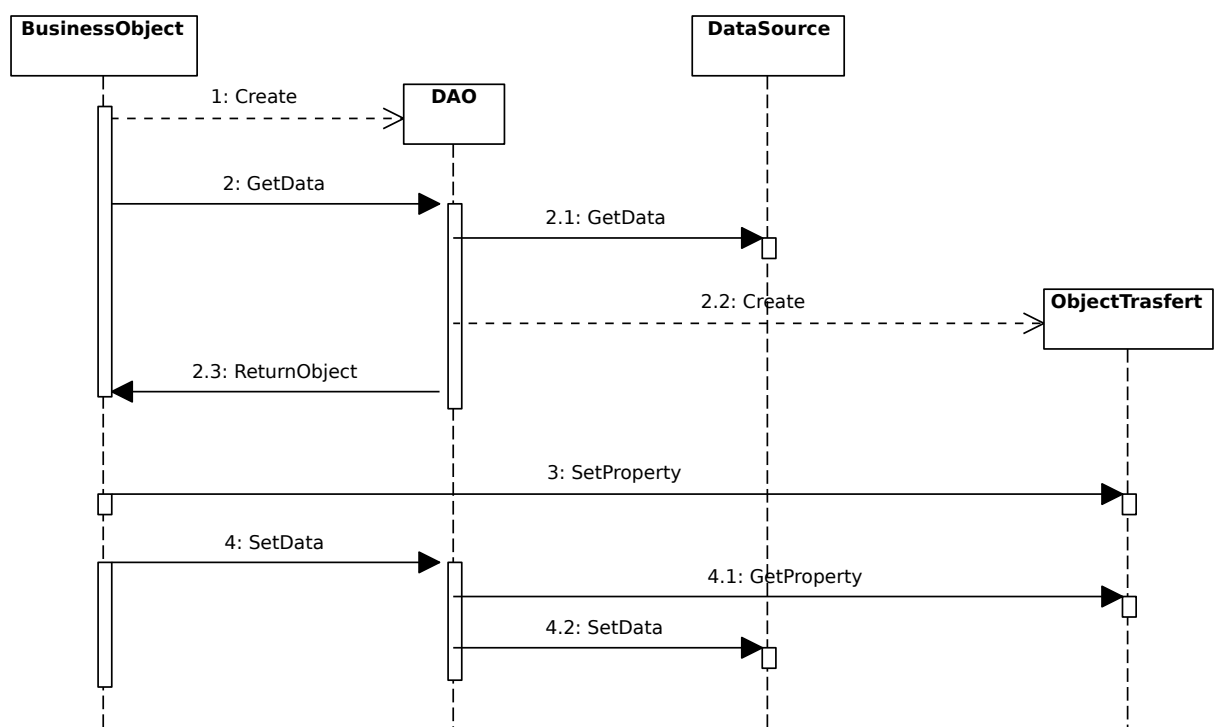 BusinessObject
DataSource
1: Create
DAO
2: GetData
2.1: GetData
2.2: Create
ObjectTrasfert
2.3: ReturnObject
3: SetProperty
4: SetData
4.1: GetProperty
4.2: SetData